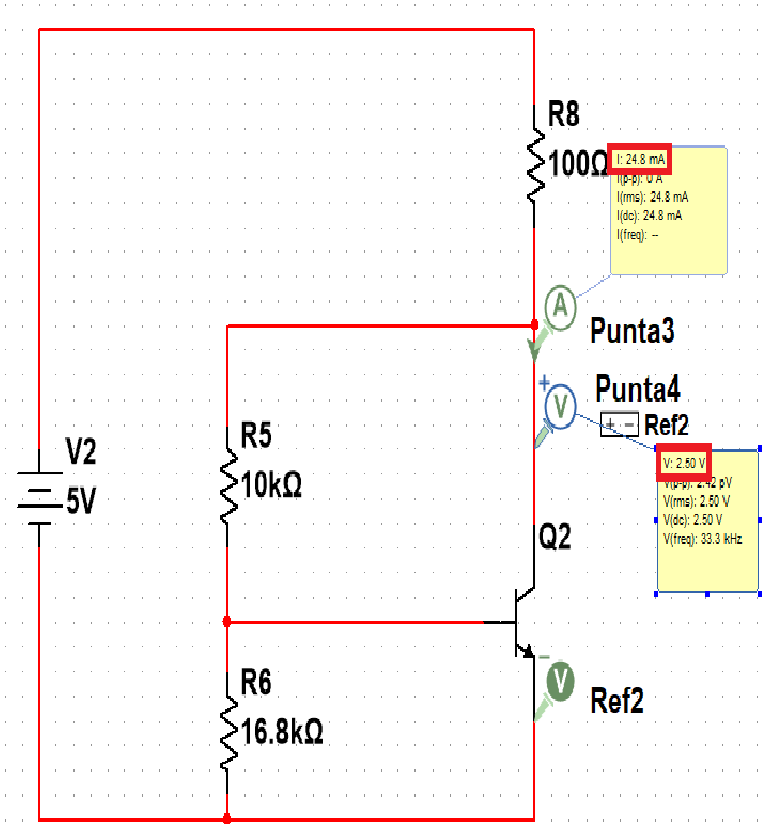 R8
100Ω
I: 24.8 mA
I(p-p): 0 A
I(rms): 24.8 mA
I(dc): 24.8 mA
I(freq): --
A
Punta3
+
V
Punta4
+ -
Ref2
V: 2.50 V
V(p-p): 2.42 pV
V(rms): 2.50 V
V(dc): 2.50 V
V(freq): 33.3 kHz
R5
10kΩ
V2
5V
Q2
R6
16.8kΩ
–
V
Ref2